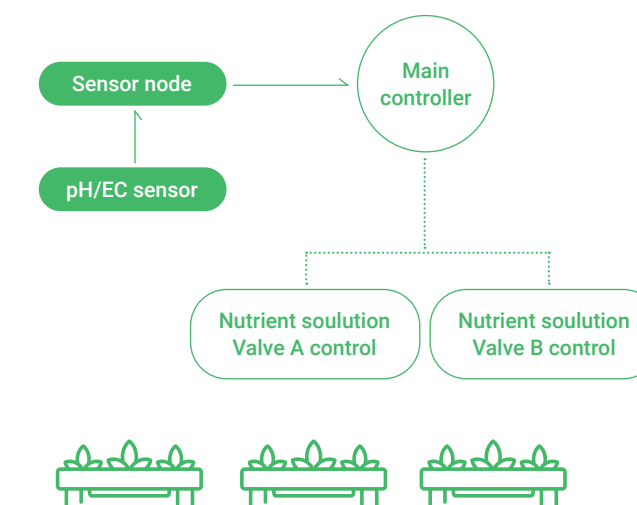 Main
controller
Sensor node
pH/EC sensor
Nutrient soulution
Valve A control
Nutrient soulution
Valve B control